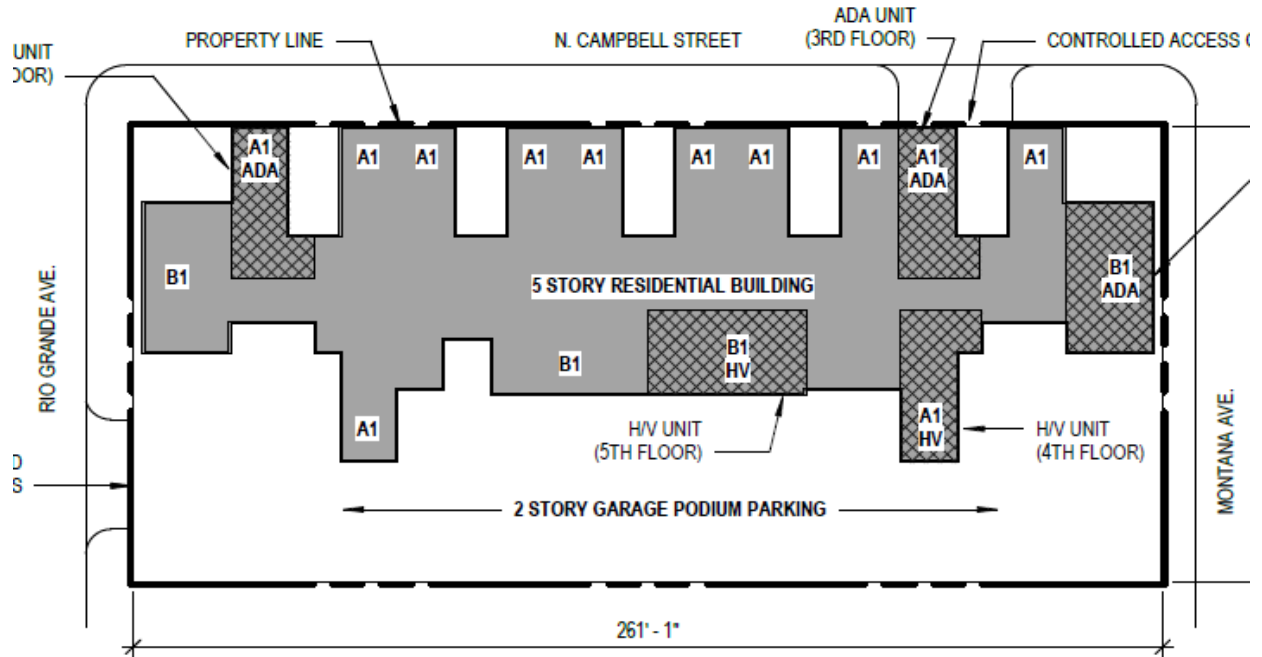 UNIT
PROPERTY LINE
N. CAMPBELL STREET
ADA UNIT
(3RD FLOOR)
CONTROLLED ACCESS
OOR)
A1
ADA
A1
A1
A1
A1
A1
A1
A1
A1
ADA
A1
B1
5 STORY RESIDENTIAL BUILDING
B1
ADA
RIO GRANDE AVE.
B1
B1
HV
A1
A1
HV
H/V UNIT
(5TH FLOOR)
H/V UNIT
(4TH FLOOR)
MONTANA AVE.
D
S
2 STORY GARAGE PODIUM PARKING
261' - 1"